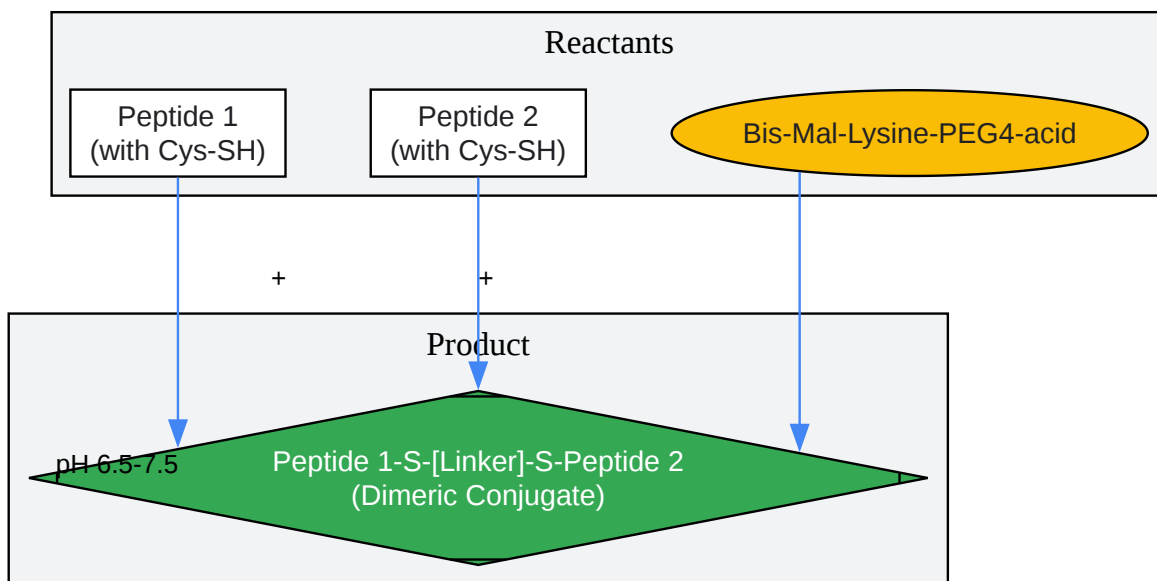 Reactants
Peptide 1
(with Cys-SH)
Peptide 2
(with Cys-SH)
Bis-Mal-Lysine-PEG4-acid
+
+
Product
pH 6.5-7.5
Peptide 1-S-[Linker]-S-Peptide 2
(Dimeric Conjugate)